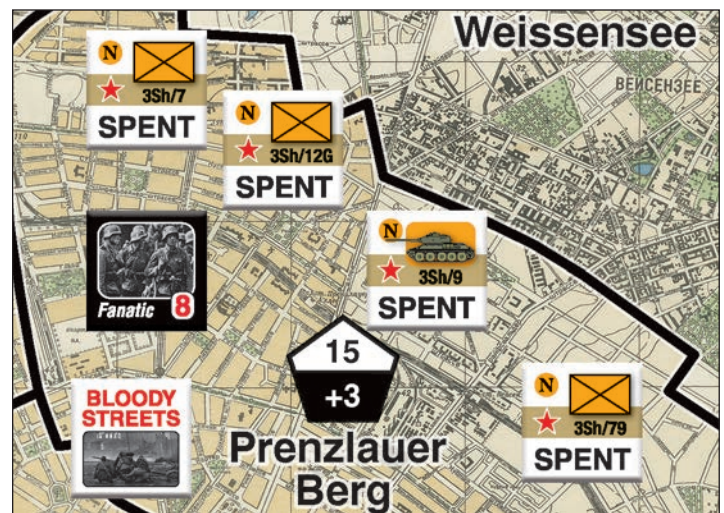 Weissensee
ВЕЙСЕНЗЕЕ
N
3Sh/7
SPENT
N
3Sh/12G
SPENT
N
3Sh/9
SPENT
Fanatic 8
15
+3
BLOODY
STREETS
N
3Sh/79
SPENT
Prenzlauer
Berg